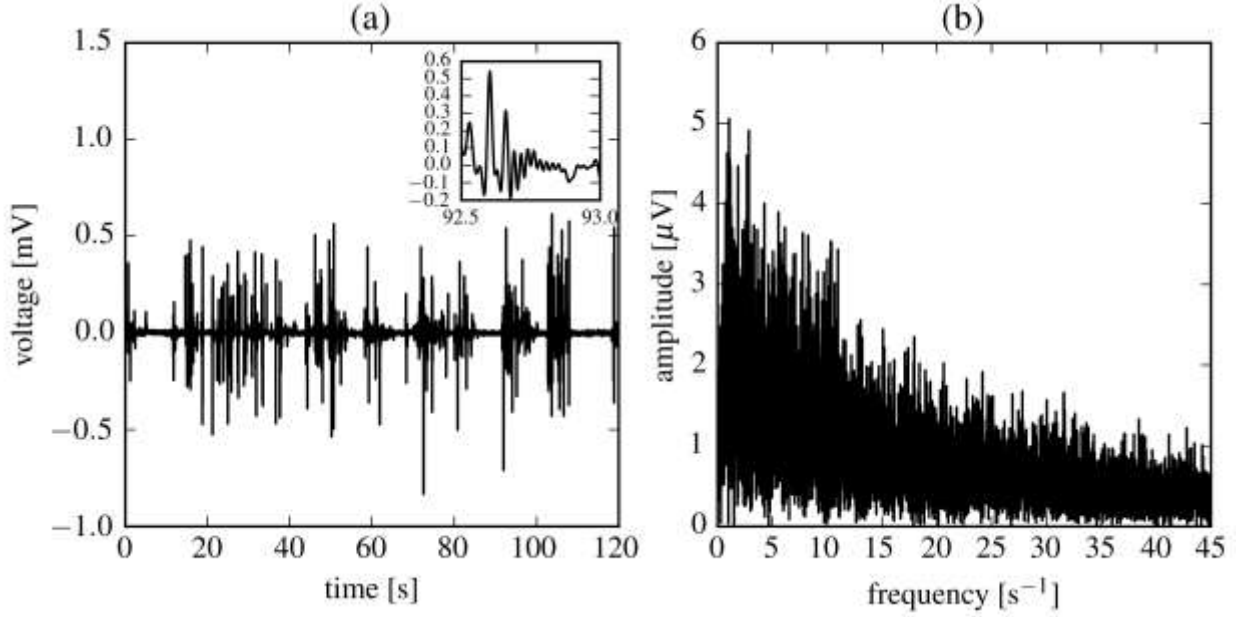 (a)
1.5
1.0
0.5
0.0
−0.5
−1.0
voltage [mV]
0 20 40 60 80 100 120
time [s]
0.6
0.5
0.4
0.3
0.2
0.1
0.0
−0.1
−0.2
92.5 93.0
(b)
6
5
4
3
2
1
0
amplitude [μV]
0 5 10 15 20 25 30 35 40 45
frequency [s⁻¹]